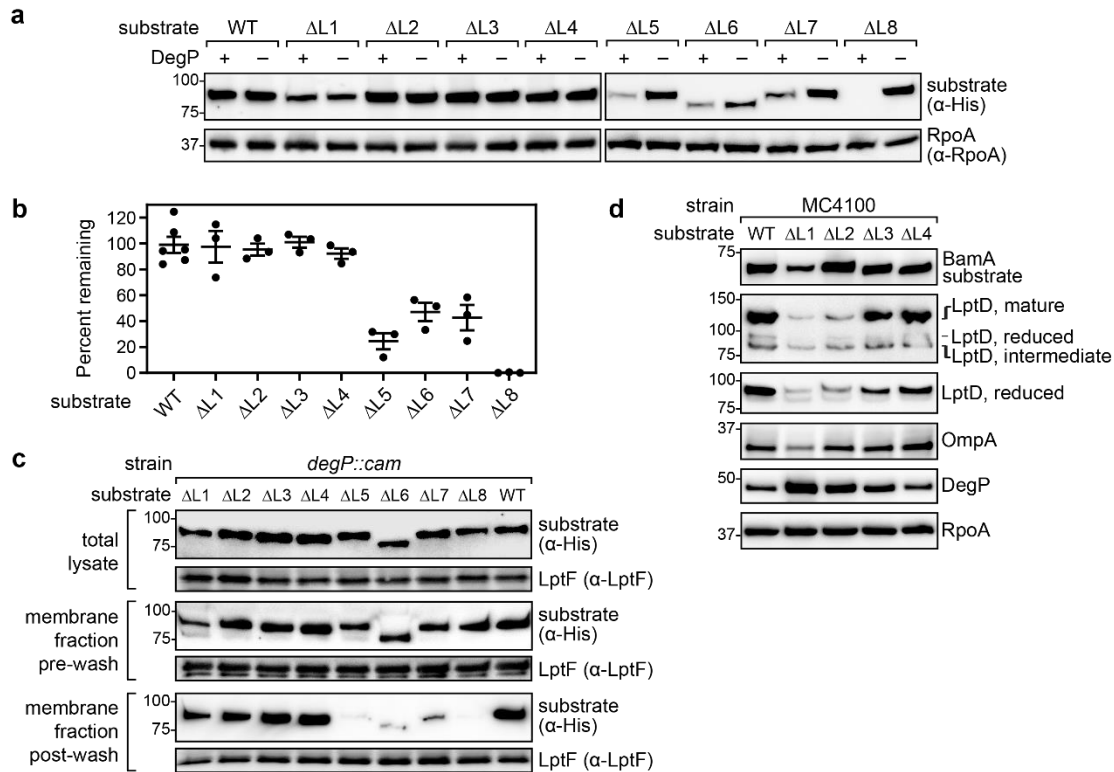 a
substrate WT ΔL1 ΔL2 ΔL3 ΔL4 ΔL5 ΔL6 ΔL7 ΔL8
DegP + − + − + − + − + − + − + − + − + −
100
75
substrate
(α-His)
37
RpoA
(α-RpoA)
b
Percent remaining
120
100
80
60
40
20
0
substrate WT ΔL1 ΔL2 ΔL3 ΔL4 ΔL5 ΔL6 ΔL7 ΔL8
c
strain degP::cam
substrate ΔL1 ΔL2 ΔL3 ΔL4 ΔL5 ΔL6 ΔL7 ΔL8 WT
total
lysate
100
75
substrate
(α-His)
LptF (α-LptF)
membrane
fraction
pre-wash
100
75
substrate
(α-His)
LptF (α-LptF)
membrane
fraction
post-wash
100
75
substrate
(α-His)
LptF (α-LptF)
d
strain MC4100
substrate WT ΔL1 ΔL2 ΔL3 ΔL4
75
BamA
substrate
150
100
75
LptD, mature
LptD, reduced
LptD, intermediate
100
75
LptD, reduced
37
OmpA
50
DegP
37
RpoA